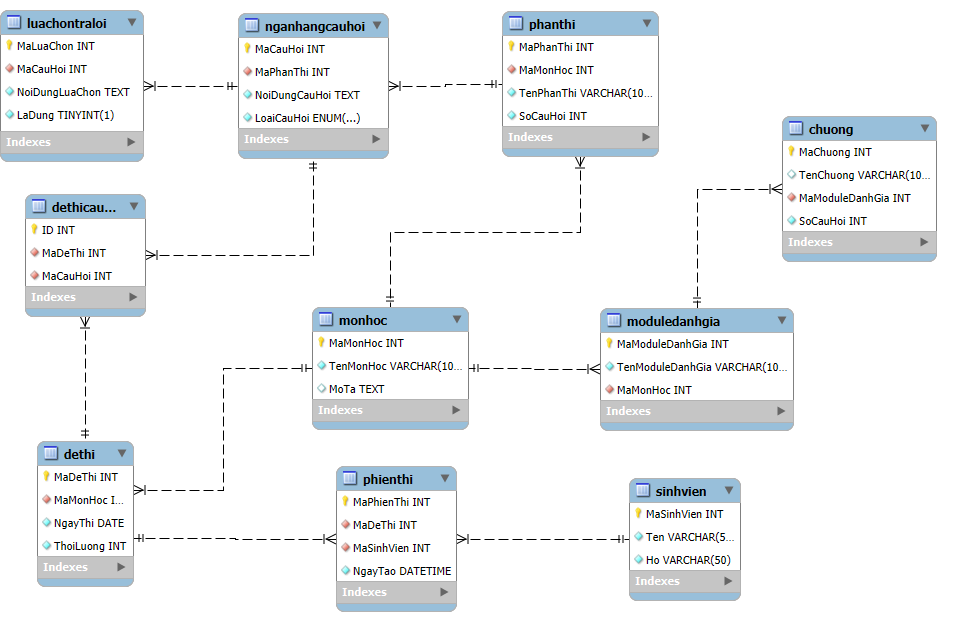 luachontraloi
MaLuaChon INT
MaCauHoi INT
NoiDungLuaChon TEXT
LaDung TINYINT(1)
Indexes
nganhangcauhoi
MaCauHoi INT
MaPhanThi INT
NoiDungCauHoi TEXT
LoaiCauHoi ENUM(...)
Indexes
phanthi
MaPhanThi INT
MaMonHoc INT
TenPhanThi VARCHAR(10...
SoCauHoi INT
Indexes
chuong
MaChuong INT
TenChuong VARCHAR(10...
MaModuleDanhGia INT
SoCauHoi INT
Indexes
dethicau...
ID INT
MaDeThi INT
MaCauHoi INT
Indexes
monhoc
MaMonHoc INT
TenMonHoc VARCHAR(10...
MoTa TEXT
Indexes
moduledanhgia
MaModuleDanhGia INT
TenModuleDanhGia VARCHAR(10...
MaMonHoc INT
Indexes
dethi
MaDeThi INT
MaMonHoc I...
NgayThi DATE
ThoiLuong INT
Indexes
phienthi
MaPhienThi INT
MaDeThi INT
MaSinhVien INT
NgayTao DATETIME
Indexes
sinhvien
MaSinhVien INT
Ten VARCHAR(5...
Ho VARCHAR(50)
Indexes